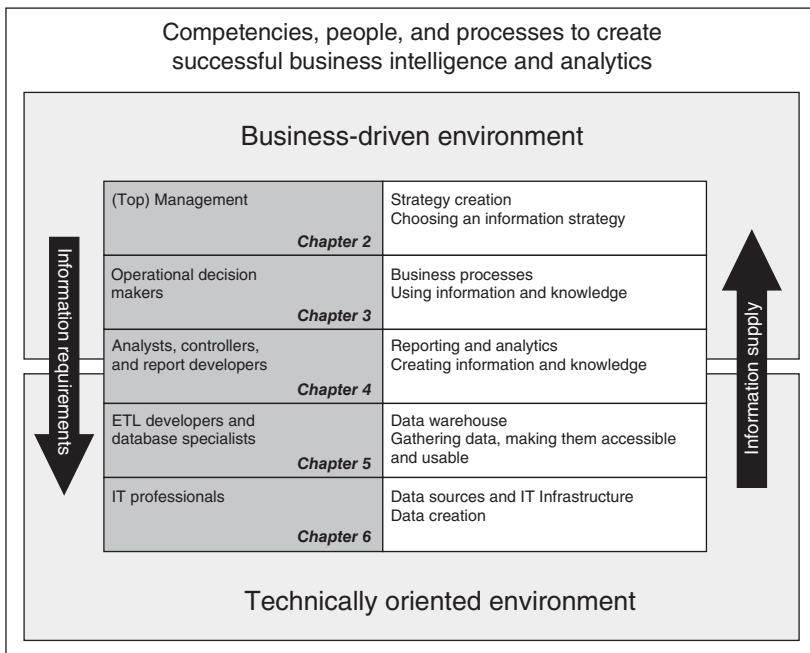 Competencies, people, and processes to create
successful business intelligence and analytics
Business-driven environment
Information requirements
(Top) Management
Chapter 2
Strategy creation
Choosing an information strategy
Operational decision
makers
Chapter 3
Business processes
Using information and knowledge
Analysts, controllers,
and report developers
Chapter 4
Reporting and analytics
Creating information and knowledge
ETL developers and
database specialists
Chapter 5
Data warehouse
Gathering data, making them accessible
and usable
IT professionals
Chapter 6
Data sources and IT Infrastructure
Data creation
Information supply
Technically oriented environment